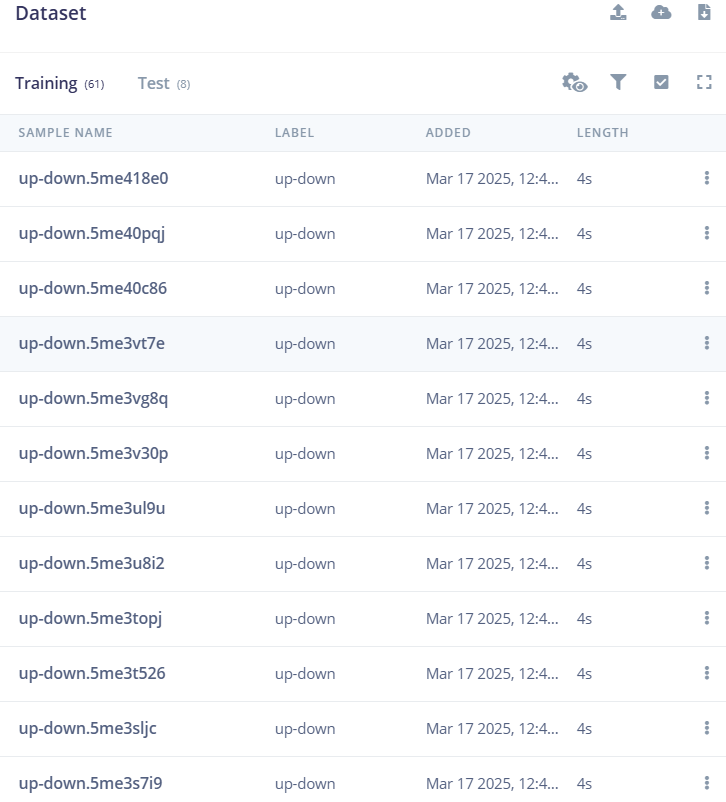 Dataset
Training (61) Test (8)
SAMPLE NAME LABEL ADDED LENGTH
up-down.5me418e0 up-down Mar 17 2025, 12:4... 4s
up-down.5me40pqj up-down Mar 17 2025, 12:4... 4s
up-down.5me40c86 up-down Mar 17 2025, 12:4... 4s
up-down.5me3vt7e up-down Mar 17 2025, 12:4... 4s
up-down.5me3vg8q up-down Mar 17 2025, 12:4... 4s
up-down.5me3v30p up-down Mar 17 2025, 12:4... 4s
up-down.5me3ul9u up-down Mar 17 2025, 12:4... 4s
up-down.5me3u8i2 up-down Mar 17 2025, 12:4... 4s
up-down.5me3topj up-down Mar 17 2025, 12:4... 4s
up-down.5me3t526 up-down Mar 17 2025, 12:4... 4s
up-down.5me3sljc up-down Mar 17 2025, 12:4... 4s
up-down.5me3s7i9 up-down Mar 17 2025, 12:4... 4s